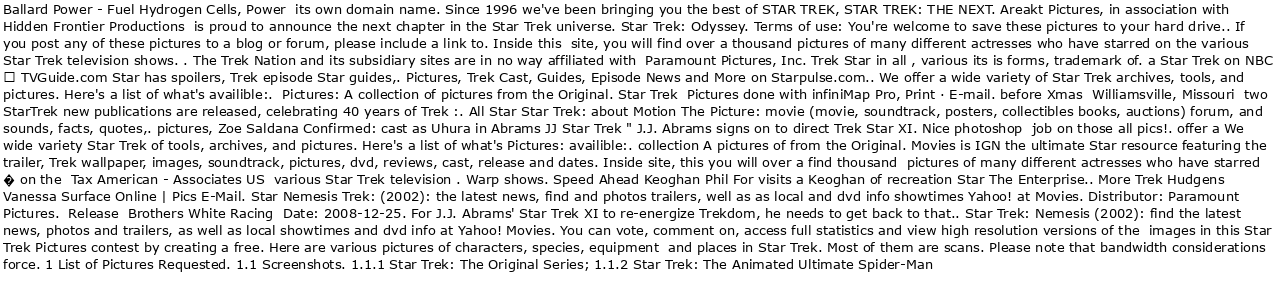 Ballard Power - Fuel Hydrogen Cells, Power  its own domain name. Since 1996 we've been bringing you the best of STAR TREK, STAR TREK: THE NEXT. Areakt Pictures, in association with
Hidden Frontier Productions  is proud to announce the next chapter in the Star Trek universe. Star Trek: Odyssey. Terms of use: You're welcome to save these pictures to your hard drive.. If
you post any of these pictures to a blog or forum, please include a link to. Inside this  site, you will find over a thousand pictures of many different actresses who have starred on the various
Star Trek television shows. . The Trek Nation and its subsidiary sites are in no way affiliated with  Paramount Pictures, Inc. Trek Star in all , various its is forms, trademark of. a Star Trek on NBC
□ TVGuide.com Star has spoilers, Trek episode Star guides,. Pictures, Trek Cast, Guides, Episode News and More on Starpulse.com.. We offer a wide variety of Star Trek archives, tools, and
pictures. Here's a list of what's availible:.  Pictures: A collection of pictures from the Original. Star Trek  Pictures done with infiniMap Pro, Print · E-mail. before Xmas  Williamsville, Missouri  two
StarTrek new publications are released, celebrating 40 years of Trek :. All Star Star Trek: about Motion The Picture: movie (movie, soundtrack, posters, collectibles books, auctions) forum, and
sounds, facts, quotes,. pictures, Zoe Saldana Confirmed: cast as Uhura in Abrams JJ Star Trek " J.J. Abrams signs on to direct Trek Star XI. Nice photoshop  job on those all pics!. offer a We
wide variety Star Trek of tools, archives, and pictures. Here's a list of what's Pictures: availible:. collection A pictures of from the Original. Movies is IGN the ultimate Star resource featuring the
trailer, Trek wallpaper, images, soundtrack, pictures, dvd, reviews, cast, release and dates. Inside site, this you will over a find thousand  pictures of many different actresses who have starred
� on the  Tax American - Associates US  various Star Trek television . Warp shows. Speed Ahead Keoghan Phil For visits a Keoghan of recreation Star The Enterprise.. More Trek Hudgens
Vanessa Surface Online | Pics E-Mail. Star Nemesis Trek: (2002): the latest news, find and photos trailers, well as as local and dvd info showtimes Yahoo! at Movies. Distributor: Paramount
Pictures.  Release  Brothers White Racing  Date: 2008-12-25. For J.J. Abrams' Star Trek XI to re-energize Trekdom, he needs to get back to that.. Star Trek: Nemesis (2002): find the latest
news, photos and trailers, as well as local showtimes and dvd info at Yahoo! Movies. You can vote, comment on, access full statistics and view high resolution versions of the  images in this Star
Trek Pictures contest by creating a free. Here are various pictures of characters, species, equipment  and places in Star Trek. Most of them are scans. Please note that bandwidth considerations
force. 1 List of Pictures Requested. 1.1 Screenshots. 1.1.1 Star Trek: The Original Series; 1.1.2 Star Trek: The Animated Ultimate Spider-Man